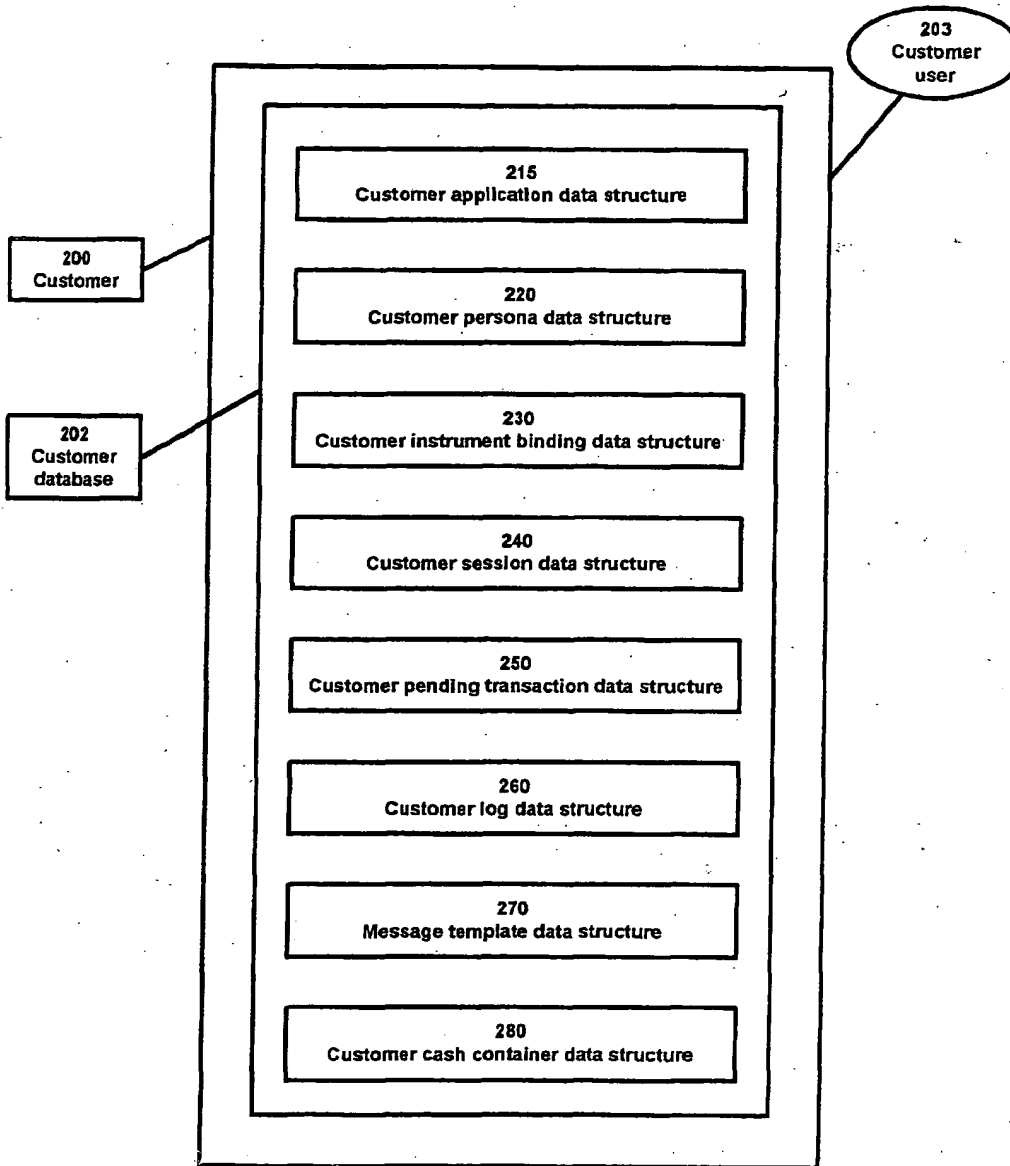 203
Customer
user
215
Customer application data structure
200
Customer
220
Customer persona data structure
230
Customer instrument binding data structure
202
Customer
database
240
Customer session data structure
250
Customer pending transaction data structure
260
Customer log data structure
270
Message template data structure
280
Customer cash container data structure